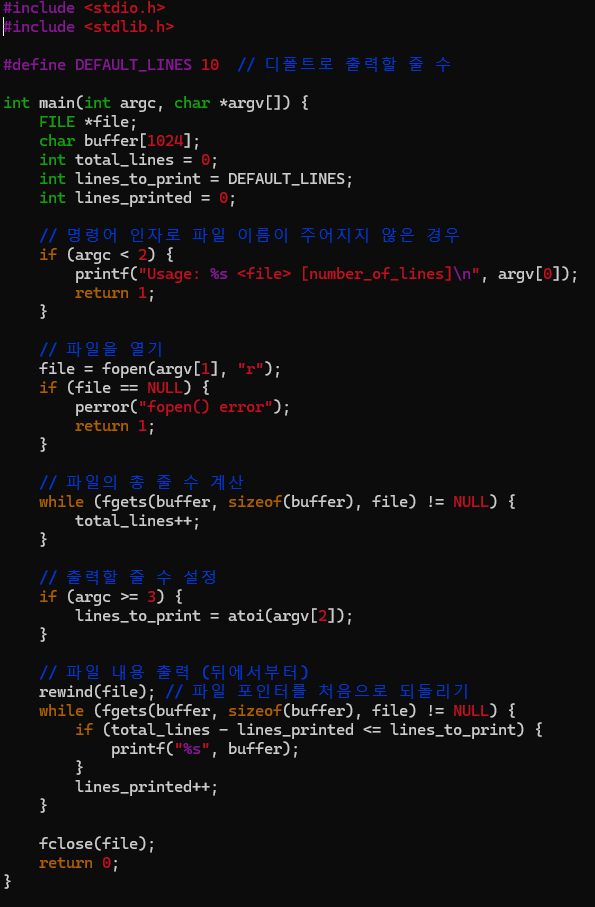 #include <stdio.h>
#include <stdlib.h>

#define DEFAULT_LINES 10  // 디폴트로 출력할 줄 수

int main(int argc, char *argv[]) {
    FILE *file;
    char buffer[1024];
    int total_lines = 0;
    int lines_to_print = DEFAULT_LINES;
    int lines_printed = 0;

    // 명령어 인자로 파일 이름이 주어지지 않은 경우
    if (argc < 2) {
        printf("Usage: %s <file> [number_of_lines]\n", argv[0]);
        return 1;
    }

    // 파일을 열기
    file = fopen(argv[1], "r");
    if (file == NULL) {
        perror("fopen() error");
        return 1;
    }

    // 파일의 총 줄 수 계산
    while (fgets(buffer, sizeof(buffer), file) != NULL) {
        total_lines++;
    }

    // 출력할 줄 수 설정
    if (argc >= 3) {
        lines_to_print = atoi(argv[2]);
    }

    // 파일 내용 출력 (뒤에서부터)
    rewind(file); // 파일 포인터를 처음으로 되돌리기
    while (fgets(buffer, sizeof(buffer), file) != NULL) {
        if (total_lines - lines_printed <= lines_to_print) {
            printf("%s", buffer);
        }
        lines_printed++;
    }

    fclose(file);
    return 0;
}